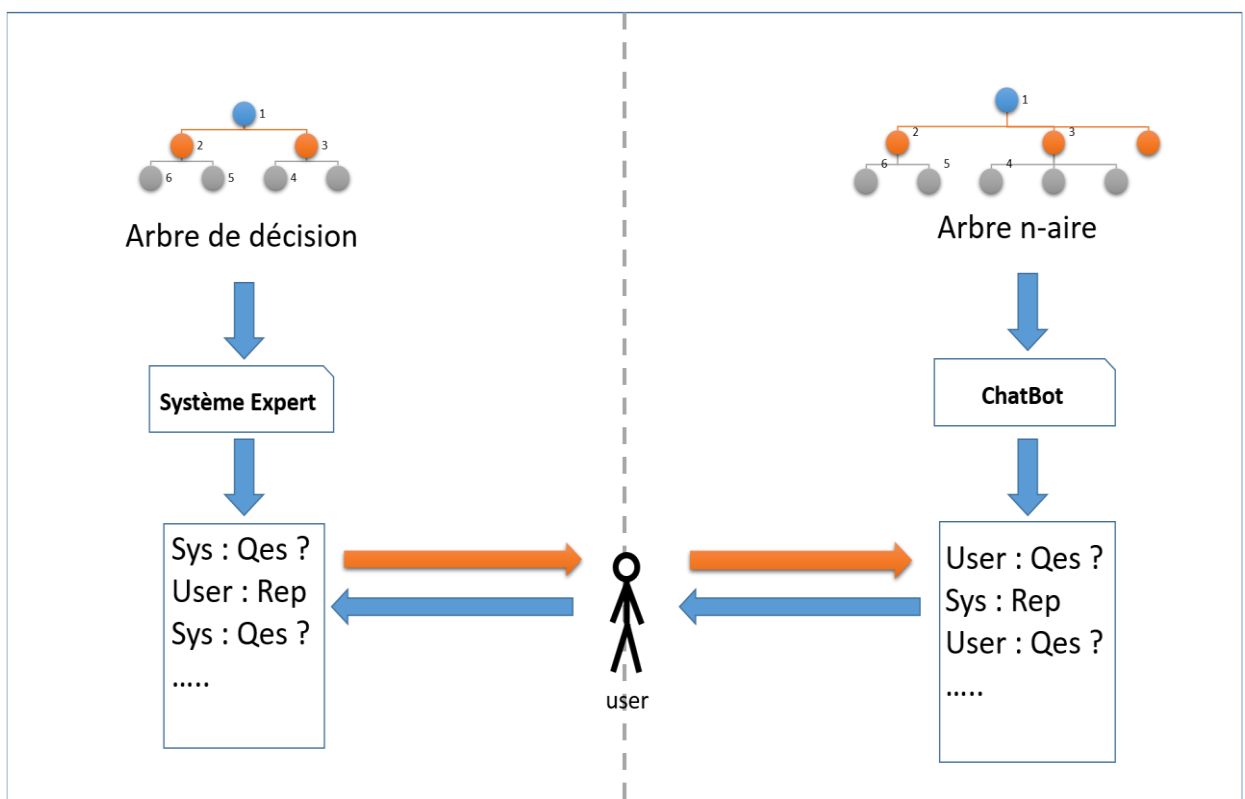 1
2
3
6
5
4
Arbre de décision
Système Expert
Sys : Qes ?
User : Rep
Sys : Qes ?
.....
user
1
2
3
6
5
4
Arbre n-aire
ChatBot
User : Qes ?
Sys : Rep
User : Qes ?
.....